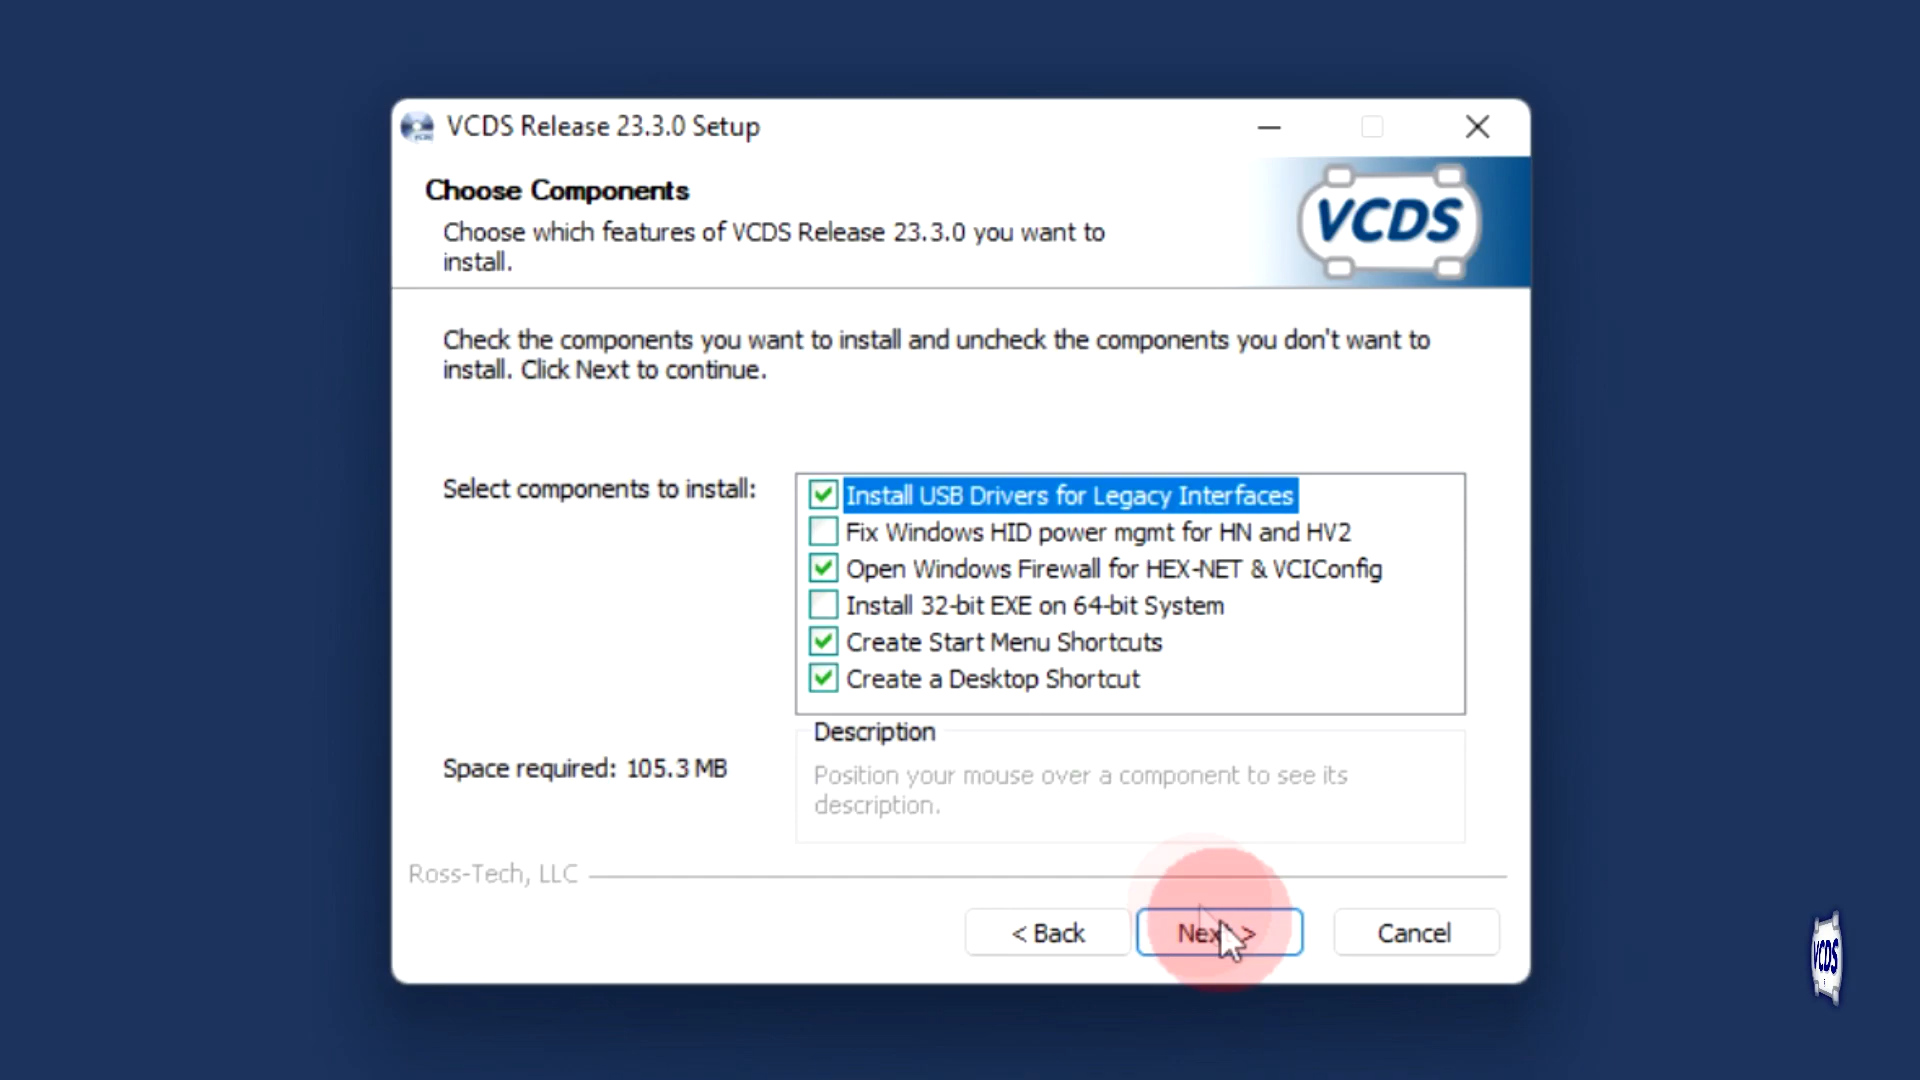 VCDS Release 23.3.0 Setup
Choose Components
Choose which features of VCDS Release 23.3.0 you want to
install.
VCDS
Check the components you want to install and uncheck the components you don't want to
install. Click Next to continue.
Select components to install:
Install USB Drivers for Legacy Interfaces
Fix Windows HID power mgmt for HN and HV2
Open Windows Firewall for HEX-NET & VCIConfig
Install 32-bit EXE on 64-bit System
Create Start Menu Shortcuts
Create a Desktop Shortcut
Space required: 105.3 MB
Description
Position your mouse over a component to see its
description.
Ross-Tech, LLC
< Back
Next >
Cancel
VCDS